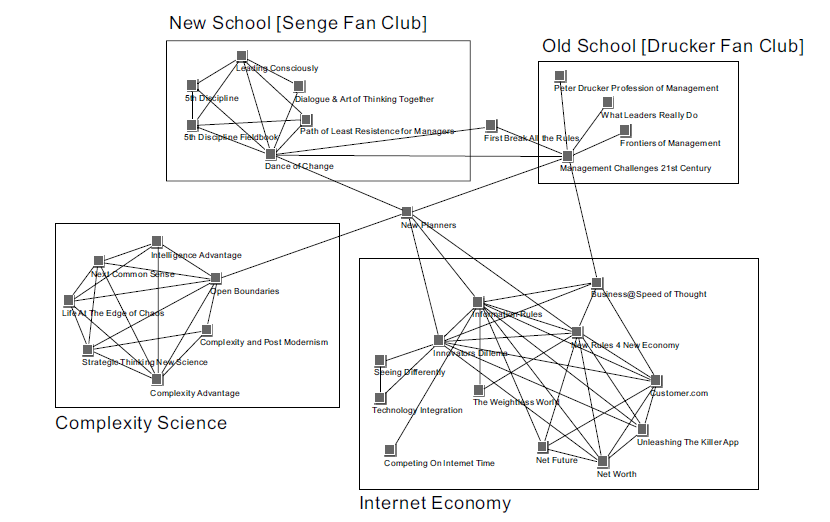 New School [Senge Fan Club]
Old School [Drucker Fan Club]
Leading Consciously
5th Discipline
Dialogue & Art of Thinking Together
5th Discipline Fieldbook
Path of Least Resistence for Managers
Dance of Change
First Break All the Rules
Peter Drucker Profession of Management
What Leaders Really Do
Frontiers of Management
Management Challenges 21st Century
New Planners
Intelligence Advantage
Next Common Sense
Open Boundaries
Life At The Edge of Chaos
Complexity and Post Modernism
Strategic Thinking New Science
Complexity Advantage
Complexity Science
Business@Speed of Thought
Information Rules
New Rules 4 New Economy
Innovators Dillema
Seeing Differently
Customer.com
Technology Integration
The Weightless World
Unleashing The Killer App
Competing On Internet Time
Net Future
Net Worth
Internet Economy